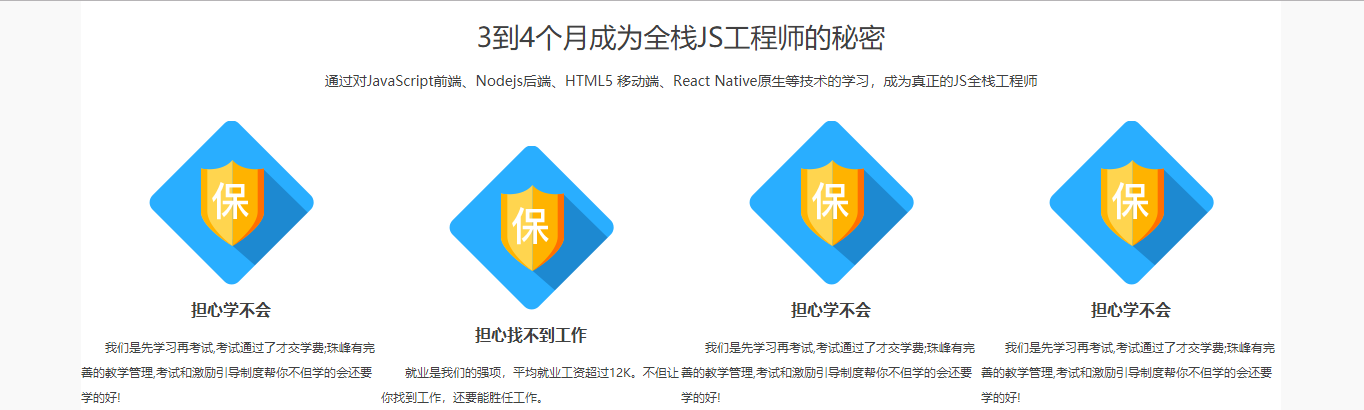 3到4个月成为全栈JS工程师的秘密
通过对JavaScript前端、Nodejs后端、HTML5 移动端、React Native原生等技术的学习，成为真正的JS全栈工程师
保
担心学不会
我们是先学习再考试,考试通过了才交学费;珠峰有完
善的教学管理,考试和激励引导制度帮你不但学的会还要
学的好!
保
担心找不到工作
就业是我们的强项，平均就业工资超过12K。不但让
你找到工作，还要能胜任工作。
保
担心学不会
我们是先学习再考试,考试通过了才交学费;珠峰有完
善的教学管理,考试和激励引导制度帮你不但学的会还要
学的好!
保
担心学不会
我们是先学习再考试,考试通过了才交学费;珠峰有完
善的教学管理,考试和激励引导制度帮你不但学的会还要
学的好!